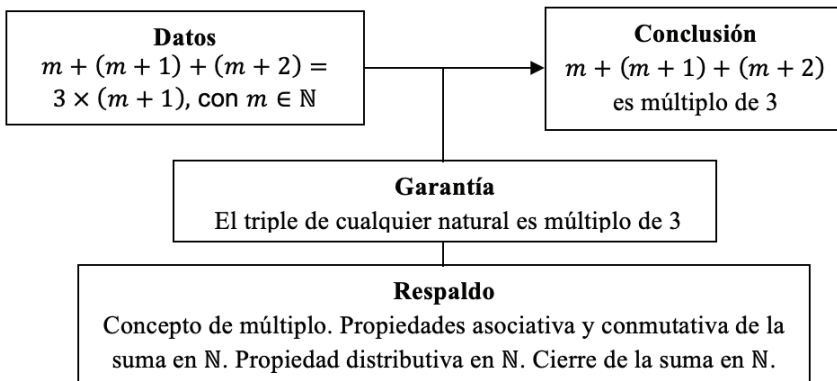 Datos
m + (m + 1) + (m + 2) =
3 × (m + 1), con m ∈ ℕ
Conclusión
m + (m + 1) + (m + 2)
es múltiplo de 3
Garantía
El triple de cualquier natural es múltiplo de 3
Respaldo
Concepto de múltiplo. Propiedades asociativa y conmutativa de la
suma en ℕ. Propiedad distributiva en ℕ. Cierre de la suma en ℕ.